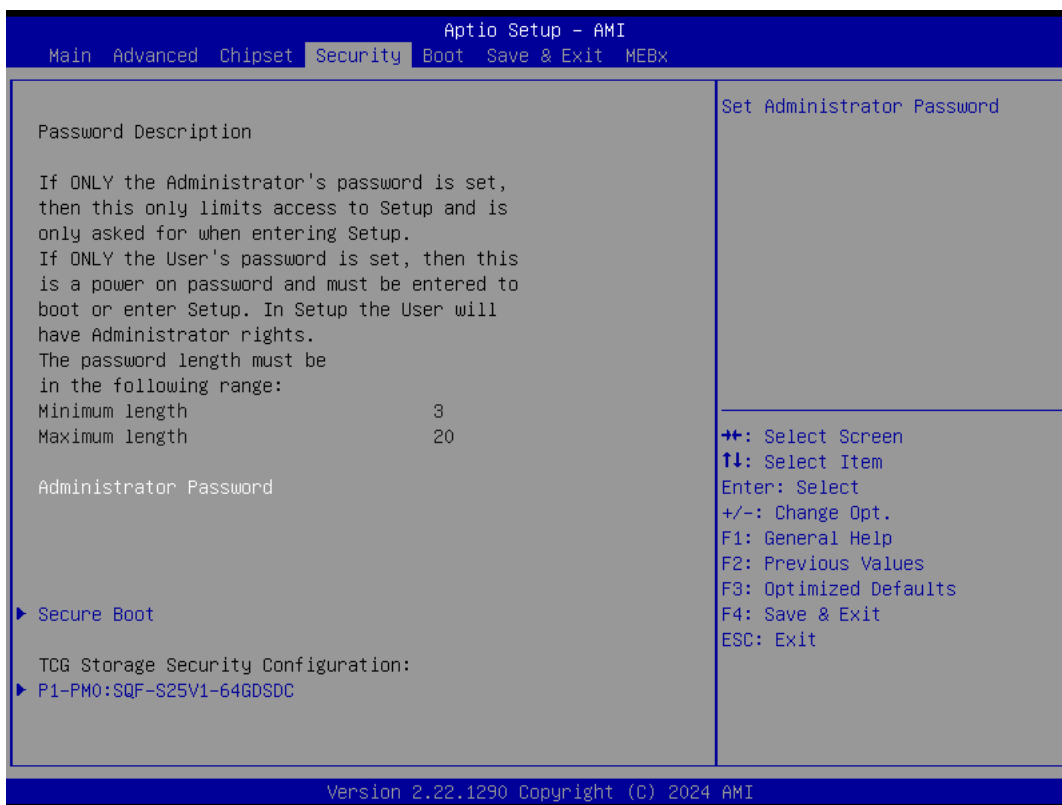 Aptio Setup – AMI
Main Advanced Chipset Security Boot Save & Exit MEBx
Password Description
If ONLY the Administrator's password is set,
then this only limits access to Setup and is
only asked for when entering Setup.
If ONLY the User's password is set, then this
is a power on password and must be entered to
boot or enter Setup. In Setup the User will
have Administrator rights.
The password length must be
in the following range:
Minimum length 3
Maximum length 20
Administrator Password
Secure Boot
TCG Storage Security Configuration:
P1-PM0:SQF-S25V1-64GDSDC
Set Administrator Password
→←: Select Screen
↑↓: Select Item
Enter: Select
+/-: Change Opt.
F1: General Help
F2: Previous Values
F3: Optimized Defaults
F4: Save & Exit
ESC: Exit
Version 2.22.1290 Copyright (C) 2024 AMI